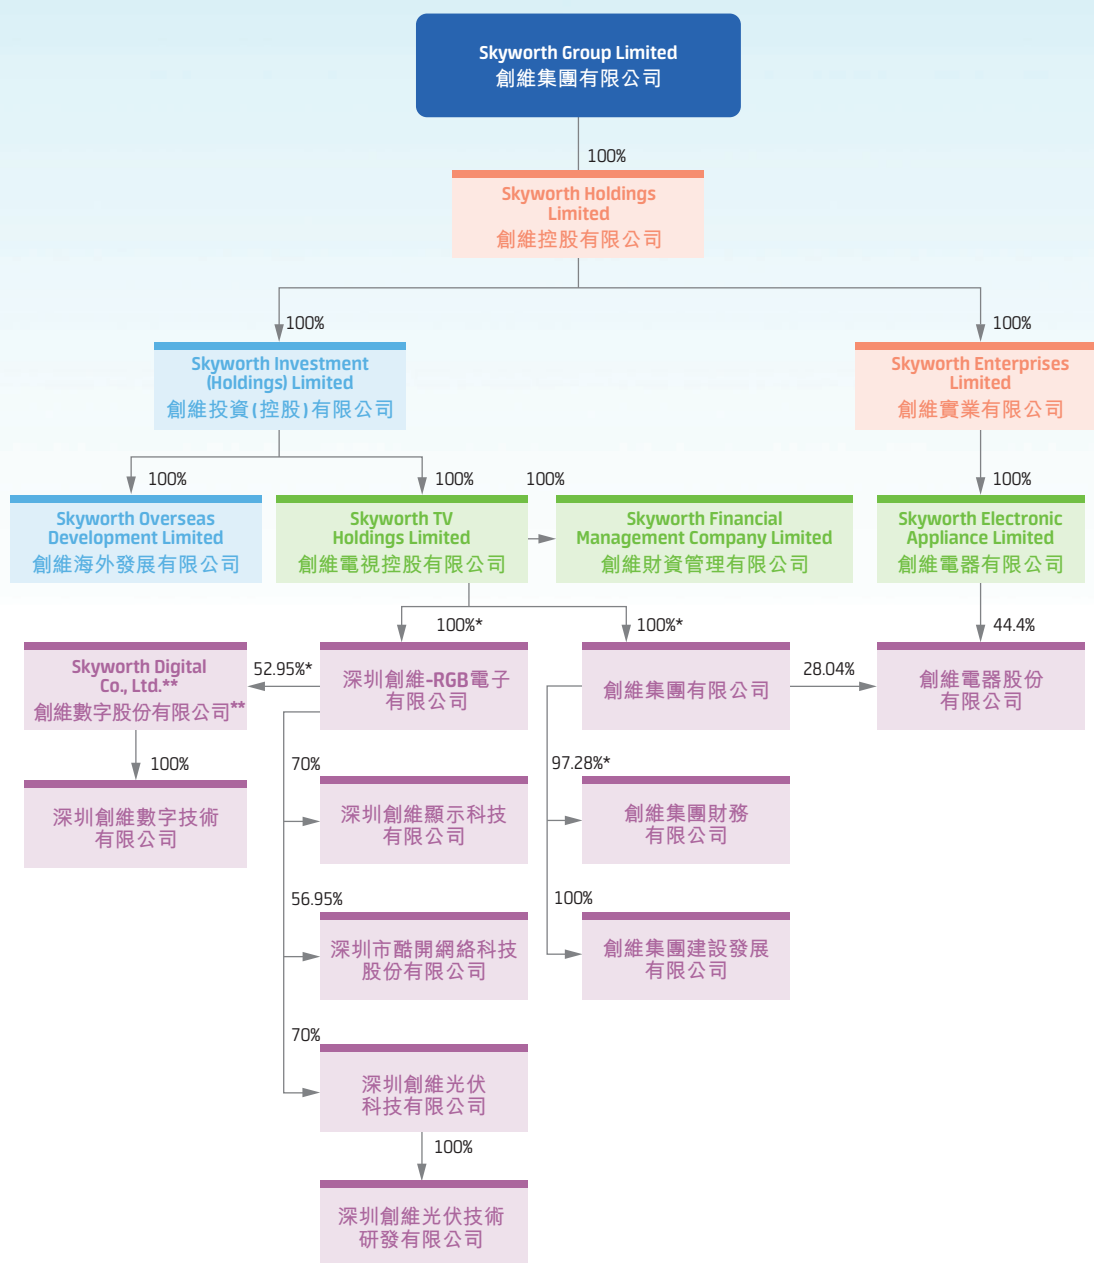 Skyworth Group Limited
創維集團有限公司
100%
Skyworth Holdings
Limited
創維控股有限公司
100%
100%
Skyworth Investment
(Holdings) Limited
創維投資(控股)有限公司
Skyworth Enterprises
Limited
創維實業有限公司
100%
100%
100%
100%
Skyworth Overseas
Development Limited
創維海外發展有限公司
Skyworth TV
Holdings Limited
創維電視控股有限公司
Skyworth Financial
Management Company Limited
創維財資管理有限公司
Skyworth Electronic
Appliance Limited
創維電器有限公司
100%*
100%*
44.4%
Skyworth Digital
Co., Ltd.**
創維數字股份有限公司**
52.95%*
深圳創維-RGB電子
有限公司
創維集團有限公司
28.04%
創維電器股份
有限公司
100%
70%
97.28%*
深圳創維數字技術
有限公司
深圳創維顯示科技
有限公司
創維集團財務
有限公司
56.95%
100%
深圳市酷開網絡科技
股份有限公司
創維集團建設發展
有限公司
70%
深圳創維光伏
科技有限公司
100%
深圳創維光伏技術
研發有限公司